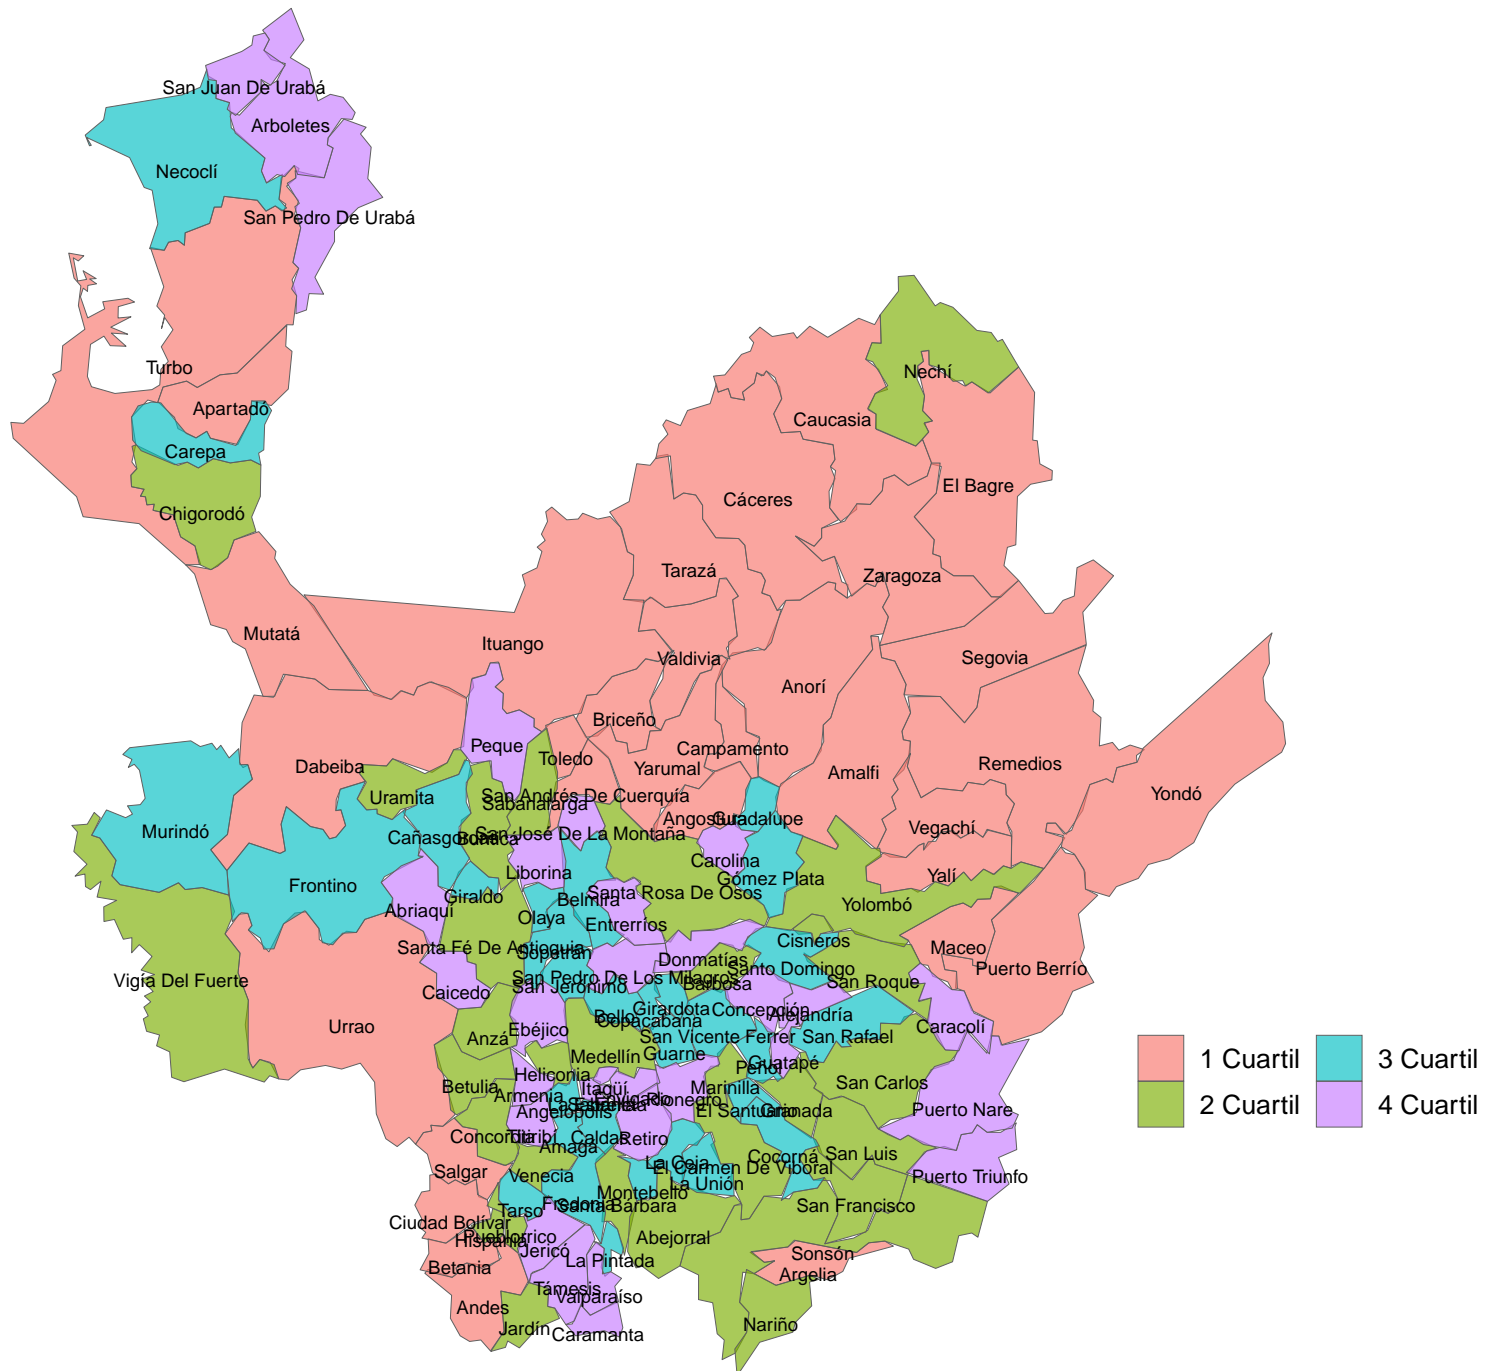 San Juan De Urabá
Arboletes
Necoclí
San Pedro De Urabá
Turbo
Nechí
Apartadó
Caucasia
Carepa
El Bagre
Cáceres
Chigorodó
Tarazá
Zaragoza
Mutatá
Ituango
Valdivia
Segovia
Anorí
Briceño
Peque
Campamento
Toledo
Dabeiba
Yarumal
Remedios
Amalfi
Uramita
San Andrés De Cuerquía
Yondó
Sabanalarga
Angostura
Guadalupe
Murindó
San José De La Montaña
Vegachí
Cañasgordas
Buriticá
Carolina
Liborina
Yalí
Gómez Plata
Frontino
Santa Rosa De Osos
Giraldo
Belmira
Yolombó
Abriaquí
Olaya
Entrerríos
Cisneros
Santa Fé De Antioquia
Maceo
Sopetrán
Donmatías
Santo Domingo
Puerto Berrío
San Pedro De Los Milagros
Vigía Del Fuerte
San Roque
Barbosa
San Jerónimo
Caicedo
Girardota
Concepción
Alejandría
Bello
Copacabana
Urrao
Ebéjico
Caracolí
Anzá
San Vicente Ferrer
San Rafael
Medellín
Guarne
Guatapé
Peñol
Heliconia
Betulia
San Carlos
Itagüí
Marinilla
Armenia
Envigado
Rionegro
La Estrella
Sabaneta
Angelópolis
El Santuario
Granada
Puerto Nare
Concordia
Titiribí
Caldas
Retiro
Amagá
San Luis
Cocorná
La Ceja
El Carmen De Viboral
Salgar
Venecia
Puerto Triunfo
La Unión
Montebello
Fredonia
Santa Bárbara
San Francisco
Tarso
Ciudad Bolívar
Pueblorrico
Abejorral
Hispania
Jericó
Sonsón
La Pintada
Betania
Argelia
Támesis
Valparaíso
Andes
Nariño
Jardín
Caramanta
1 Cuartil
3 Cuartil
2 Cuartil
4 Cuartil